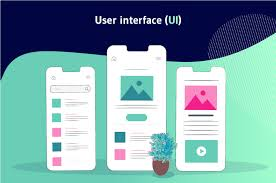 User interface (UI)